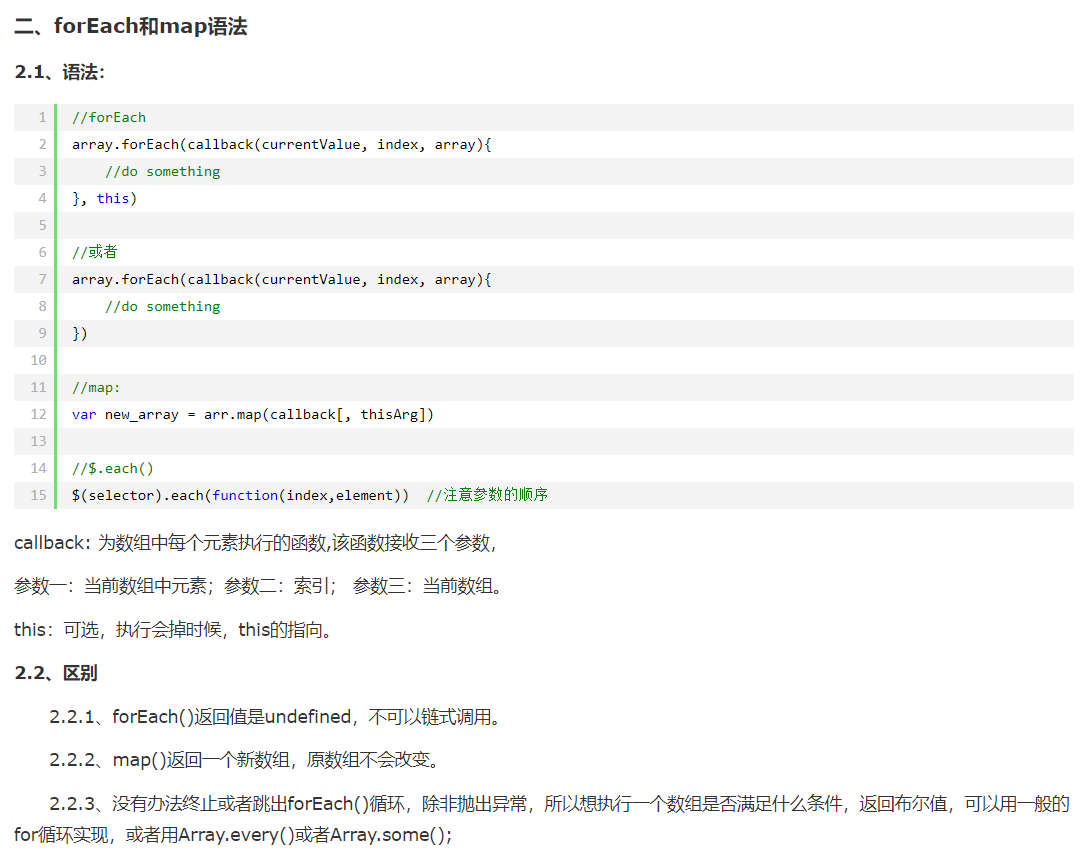 二、forEach和map语法
2.1、语法：
1 //forEach
2 array.forEach(callback(currentValue, index, array){
3     //do something
4 }, this)
5
6 //或者
7 array.forEach(callback(currentValue, index, array){
8     //do something
9 })
10
11 //map:
12 var new_array = arr.map(callback[, thisArg])
13
14 //$.each()
15 $(selector).each(function(index,element))  //注意参数的顺序
callback: 为数组中每个元素执行的函数,该函数接收三个参数，
参数一：当前数组中元素；参数二：索引； 参数三：当前数组。
this：可选，执行会掉时候，this的指向。
2.2、区别
2.2.1、forEach()返回值是undefined，不可以链式调用。
2.2.2、map()返回一个新数组，原数组不会改变。
2.2.3、没有办法终止或者跳出forEach()循环，除非抛出异常，所以想执行一个数组是否满足什么条件，返回布尔值，可以用一般的
for循环实现，或者用Array.every()或者Array.some();